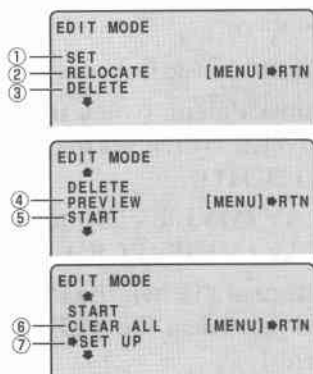 EDIT MODE
① SET
② RELOCATE [MENU]➡RTN
③ DELETE
⬇
EDIT MODE
⬆
DELETE
④ PREVIEW [MENU]➡RTN
⑤ START
⬇
EDIT MODE
⬆
START
⑥ CLEAR ALL [MENU]➡RTN
⑦ ➡SET UP
⬇